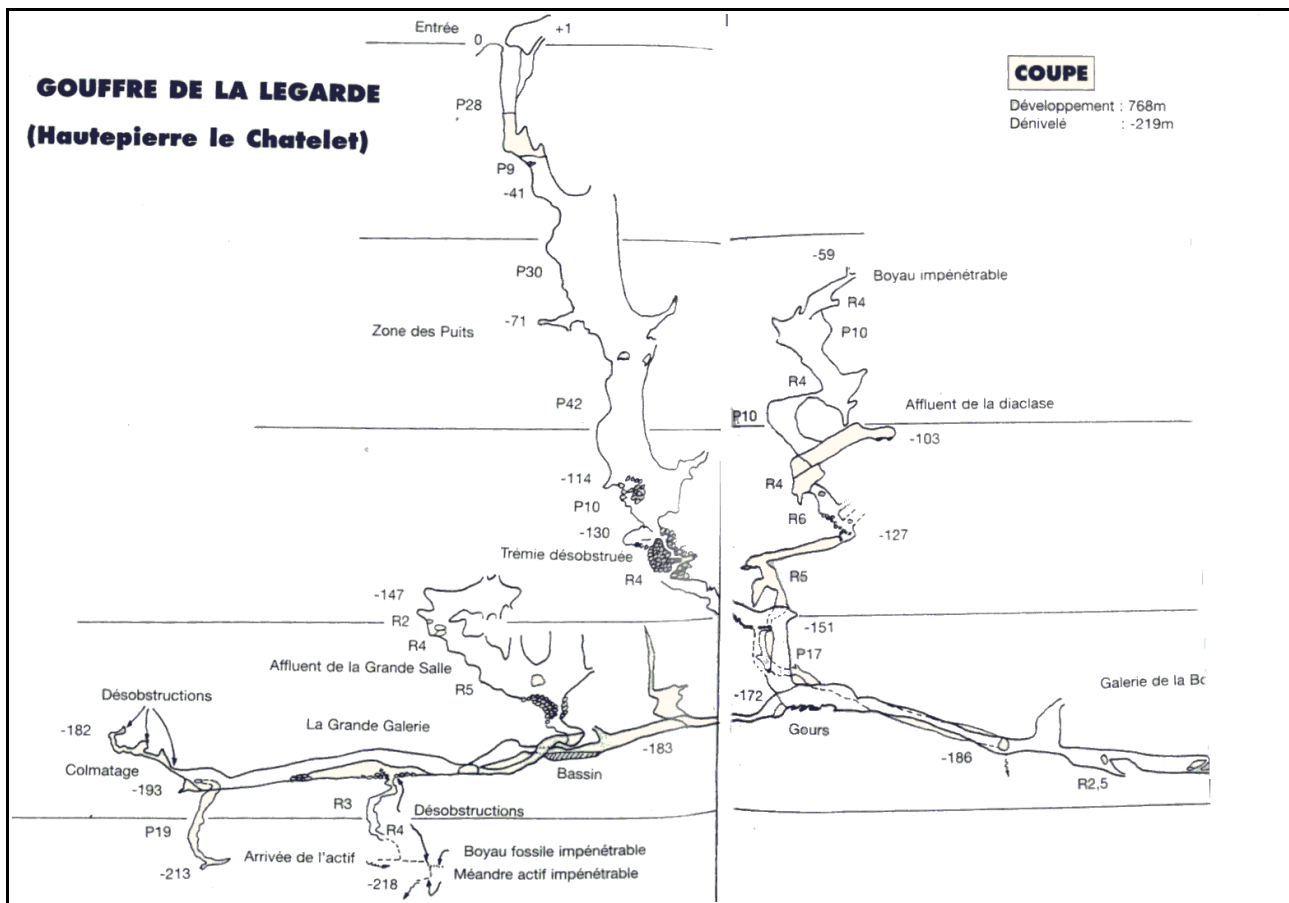 Entrée
0
+1
GOUFFRE DE LA LEGARDE
(Hautepierre le Chatelet)
COUPE
Développement : 768m
Dénivelé : -219m
P28
P9
-41
P30
-71
Zone des Puits
P42
-114
P10
-130
Trémie désobstruée
R4
-59
Boyau impénétrable
R4
P10
R4
P10
Affluent de la diaclase
-103
R4
R6
-127
R5
-151
P17
-172
Gours
Galerie de la
-186
R2,5
-147
R2
R4
Affluent de la Grande Salle
R5
Désobstructions
La Grande Galerie
-182
Colmatage
-183
Bassin
-193
R3
Désobstructions
P19
R4
Arrivée de l'actif
Boyau fossile impénétrable
-213
-218
Méandre actif impénétrable